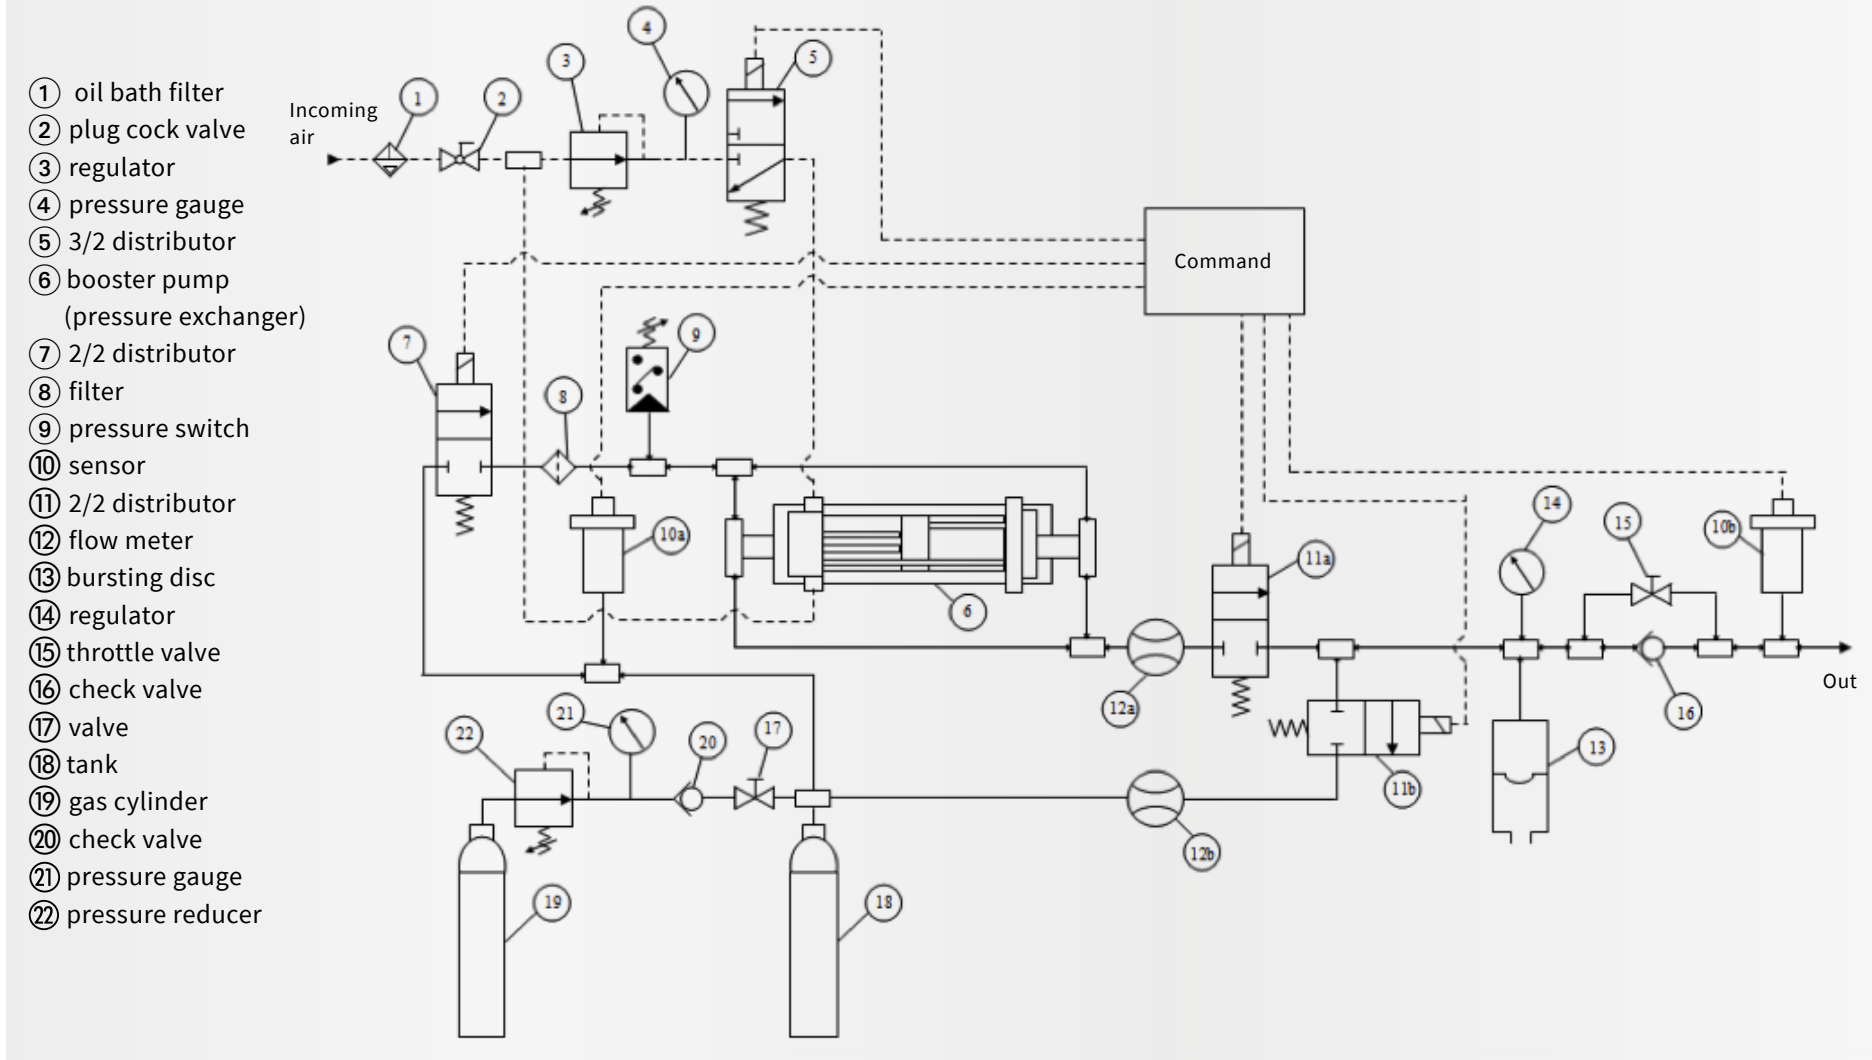 ① oil bath filter
② plug cock valve
③ regulator
④ pressure gauge
⑤ 3/2 distributor
⑥ booster pump
(pressure exchanger)
⑦ 2/2 distributor
⑧ filter
⑨ pressure switch
⑩ sensor
⑪ 2/2 distributor
⑫ flow meter
⑬ bursting disc
⑭ regulator
⑮ throttle valve
⑯ check valve
⑰ valve
⑱ tank
⑲ gas cylinder
⑳ check valve
㉑ pressure gauge
㉒ pressure reducer
Incoming
air
1
2
3
4
5
Command
7
8
9
10a
6
11a
14
15
10b
12a
16
Out
13
11b
12b
22
21
20
17
19
18